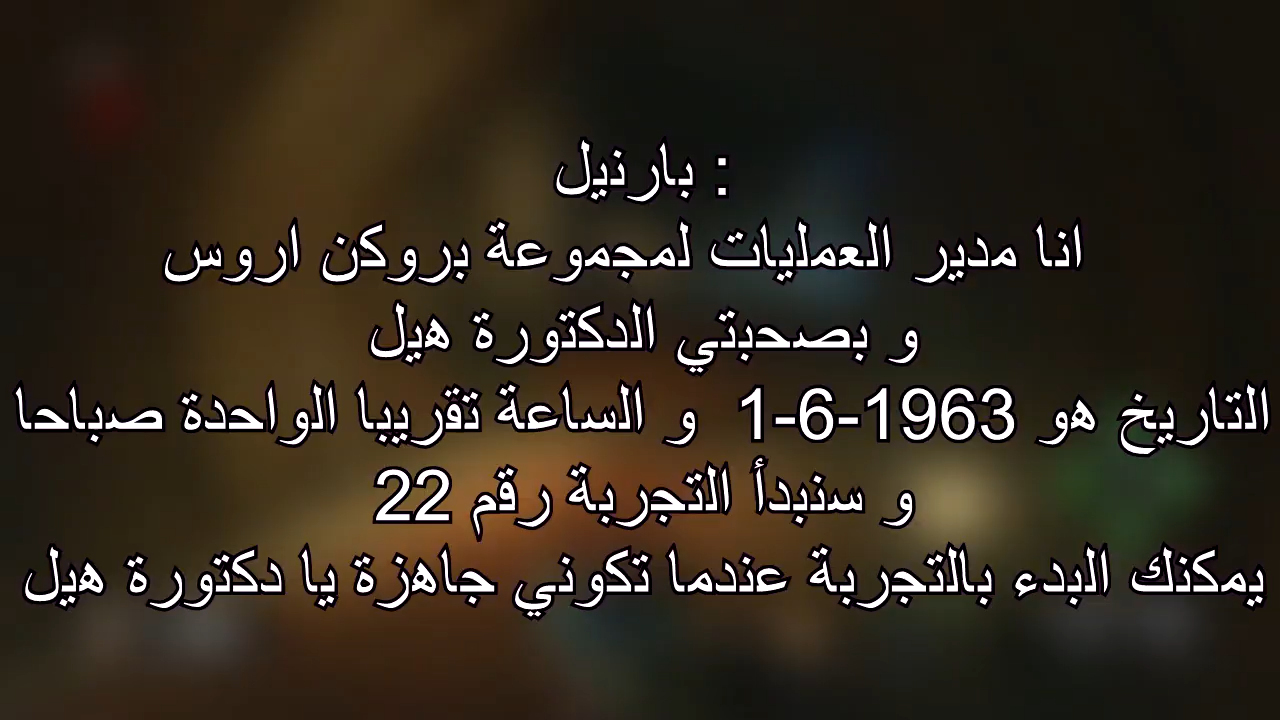 بارنيل :
انا مدير العمليات لمجموعة بروكن اروس
و بصحبتي الدكتورة هيل
التاريخ هو 1963-6-1 و الساعة تقريبا الواحدة صباحا
و سنبدأ التجربة رقم 22
يمكنك البدء بالتجربة عندما تكوني جاهزة يا دكتورة هيل